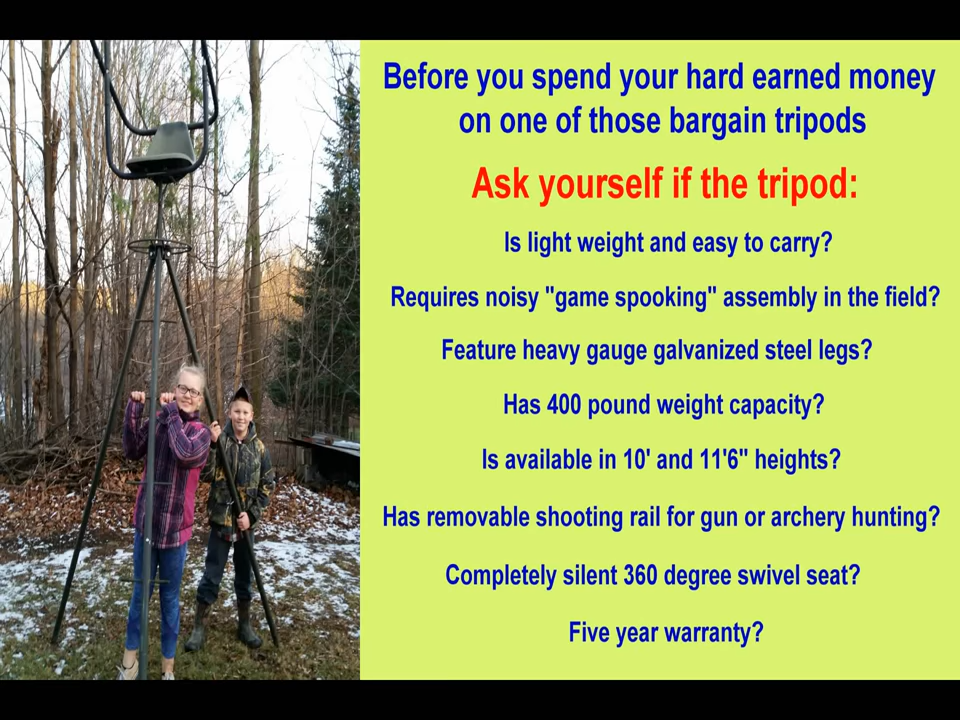 Before you spend your hard earned money
on one of those bargain tripods
Ask yourself if the tripod:
Is light weight and easy to carry?
Requires noisy "game spooking" assembly in the field?
Feature heavy gauge galvanized steel legs?
Has 400 pound weight capacity?
Is available in 10' and 11'6" heights?
Has removable shooting rail for gun or archery hunting?
Completely silent 360 degree swivel seat?
Five year warranty?